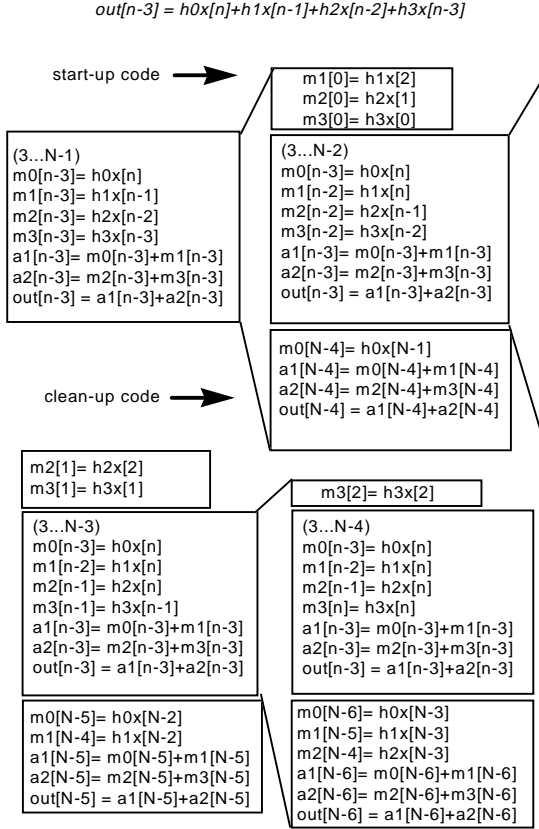 out[n-3] = h0x[n]+h1x[n-1]+h2x[n-2]+h3x[n-3]
start-up code
m1[0]= h1x[2]
m2[0]= h2x[1]
m3[0]= h3x[0]
(3...N-1)
m0[n-3]= h0x[n]
m1[n-3]= h1x[n-1]
m2[n-3]= h2x[n-2]
m3[n-3]= h3x[n-3]
a1[n-3]= m0[n-3]+m1[n-3]
a2[n-3]= m2[n-3]+m3[n-3]
out[n-3] = a1[n-3]+a2[n-3]
(3...N-2)
m0[n-3]= h0x[n]
m1[n-2]= h1x[n]
m2[n-2]= h2x[n-1]
m3[n-2]= h3x[n-2]
a1[n-3]= m0[n-3]+m1[n-3]
a2[n-3]= m2[n-3]+m3[n-3]
out[n-3] = a1[n-3]+a2[n-3]
clean-up code
m0[N-4]= h0x[N-1]
a1[N-4]= m0[N-4]+m1[N-4]
a2[N-4]= m2[N-4]+m3[N-4]
out[N-4] = a1[N-4]+a2[N-4]
m2[1]= h2x[2]
m3[1]= h3x[1]
(3...N-3)
m0[n-3]= h0x[n]
m1[n-2]= h1x[n]
m2[n-1]= h2x[n]
m3[n-1]= h3x[n-1]
a1[n-3]= m0[n-3]+m1[n-3]
a2[n-3]= m2[n-3]+m3[n-3]
out[n-3] = a1[n-3]+a2[n-3]
m0[N-5]= h0x[N-2]
m1[N-4]= h1x[N-2]
a1[N-5]= m0[N-5]+m1[N-5]
a2[N-5]= m2[N-5]+m3[N-5]
out[N-5] = a1[N-5]+a2[N-5]
m3[2]= h3x[2]
(3...N-4)
m0[n-3]= h0x[n]
m1[n-2]= h1x[n]
m2[n-1]= h2x[n]
m3[n]= h3x[n]
a1[n-3]= m0[n-3]+m1[n-3]
a2[n-3]= m2[n-3]+m3[n-3]
out[n-3] = a1[n-3]+a2[n-3]
m0[N-6]= h0x[N-3]
m1[N-5]= h1x[N-3]
m2[N-4]= h2x[N-3]
a1[N-6]= m0[N-6]+m1[N-6]
a2[N-6]= m2[N-6]+m3[N-6]
out[N-6] = a1[N-6]+a2[N-6]